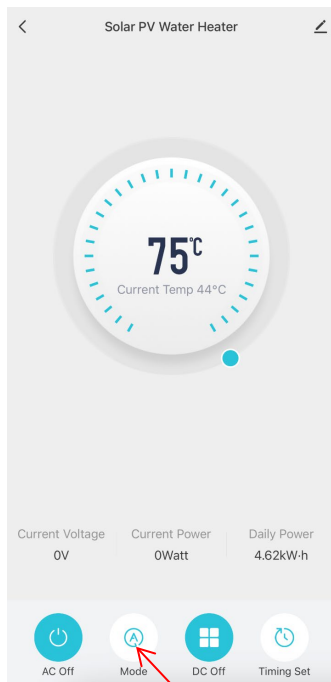 Solar PV Water Heater
75°C
Current Temp 44°C
Current Voltage Current Power Daily Power
0V 0Watt 4.62kW·h
A
AC Off Mode DC Off Timing Set